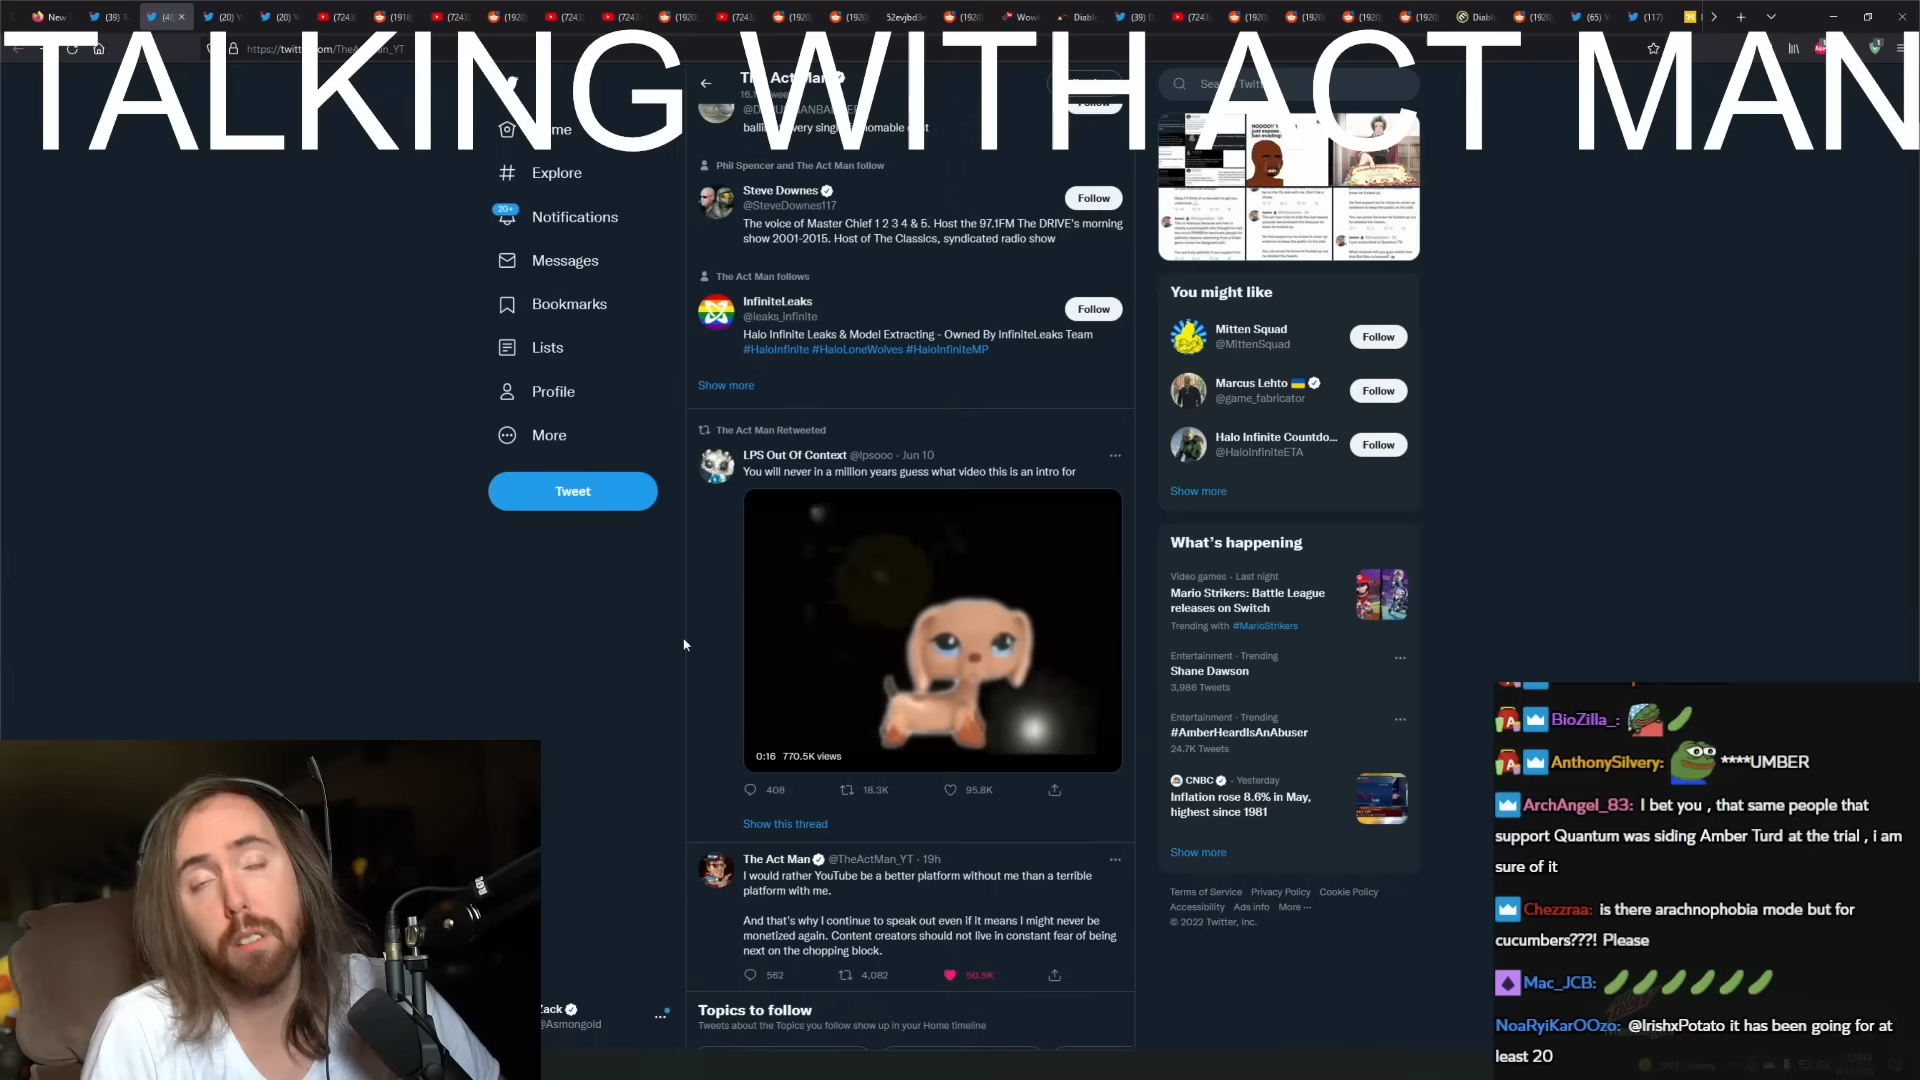 TALKING WITH ACT MAN
https://twitter.com/TheActMan_YT
Explore
20+
Notifications
Messages
Bookmarks
Lists
Profile
More
Tweet
Zack
@Asmongold
The Act Man
Follow
Phil Spencer and The Act Man follow
Steve Downes
@SteveDownes117
Follow
The voice of Master Chief 1 2 3 4 & 5. Host the 97.1FM The DRIVE's morning
show 2001-2015. Host of The Classics, syndicated radio show
The Act Man follows
InfiniteLeaks
@leaks_infinite
Follow
Halo Infinite Leaks & Model Extracting - Owned By InfiniteLeaks Team
#HaloInfinite #HaloLoneWolves #HaloInfiniteMP
Show more
The Act Man Retweeted
LPS Out Of Context @lpsooc · Jun 10
You will never in a million years guess what video this is an intro for
0:16 770.5K views
408 18.3K 95.8K
Show this thread
The Act Man @TheActMan_YT · 19h
I would rather YouTube be a better platform without me than a terrible
platform with me.
And that's why I continue to speak out even if it means I might never be
monetized again. Content creators should not live in constant fear of being
next on the chopping block.
562 4,082 50.5K
Topics to follow
Tweets about the Topics you follow show up in your Home timeline
You might like
Mitten Squad
@MittenSquad
Follow
Marcus Lehto
@game_fabricator
Follow
Halo Infinite Countdo...
@HaloInfiniteETA
Follow
Show more
What's happening
Video games · Last night
Mario Strikers: Battle League
releases on Switch
Trending with #MarioStrikers
Entertainment · Trending
Shane Dawson
3,986 Tweets
Entertainment · Trending
#AmberHeardIsAnAbuser
24.7K Tweets
CNBC · Yesterday
Inflation rose 8.6% in May,
highest since 1981
Show more
Terms of Service Privacy Policy Cookie Policy
Accessibility Ads info More ···
© 2022 Twitter, Inc.
BioZilla_:
AnthonySilvery: ****UMBER
ArchAngel_83: I bet you , that same people that
support Quantum was siding Amber Turd at the trial , i am
sure of it
Chezzraa: is there arachnophobia mode but for
cucumbers???! Please
Mac_JCB:
NoaRyiKarOOzo: @IrishxPotato it has been going for at
least 20